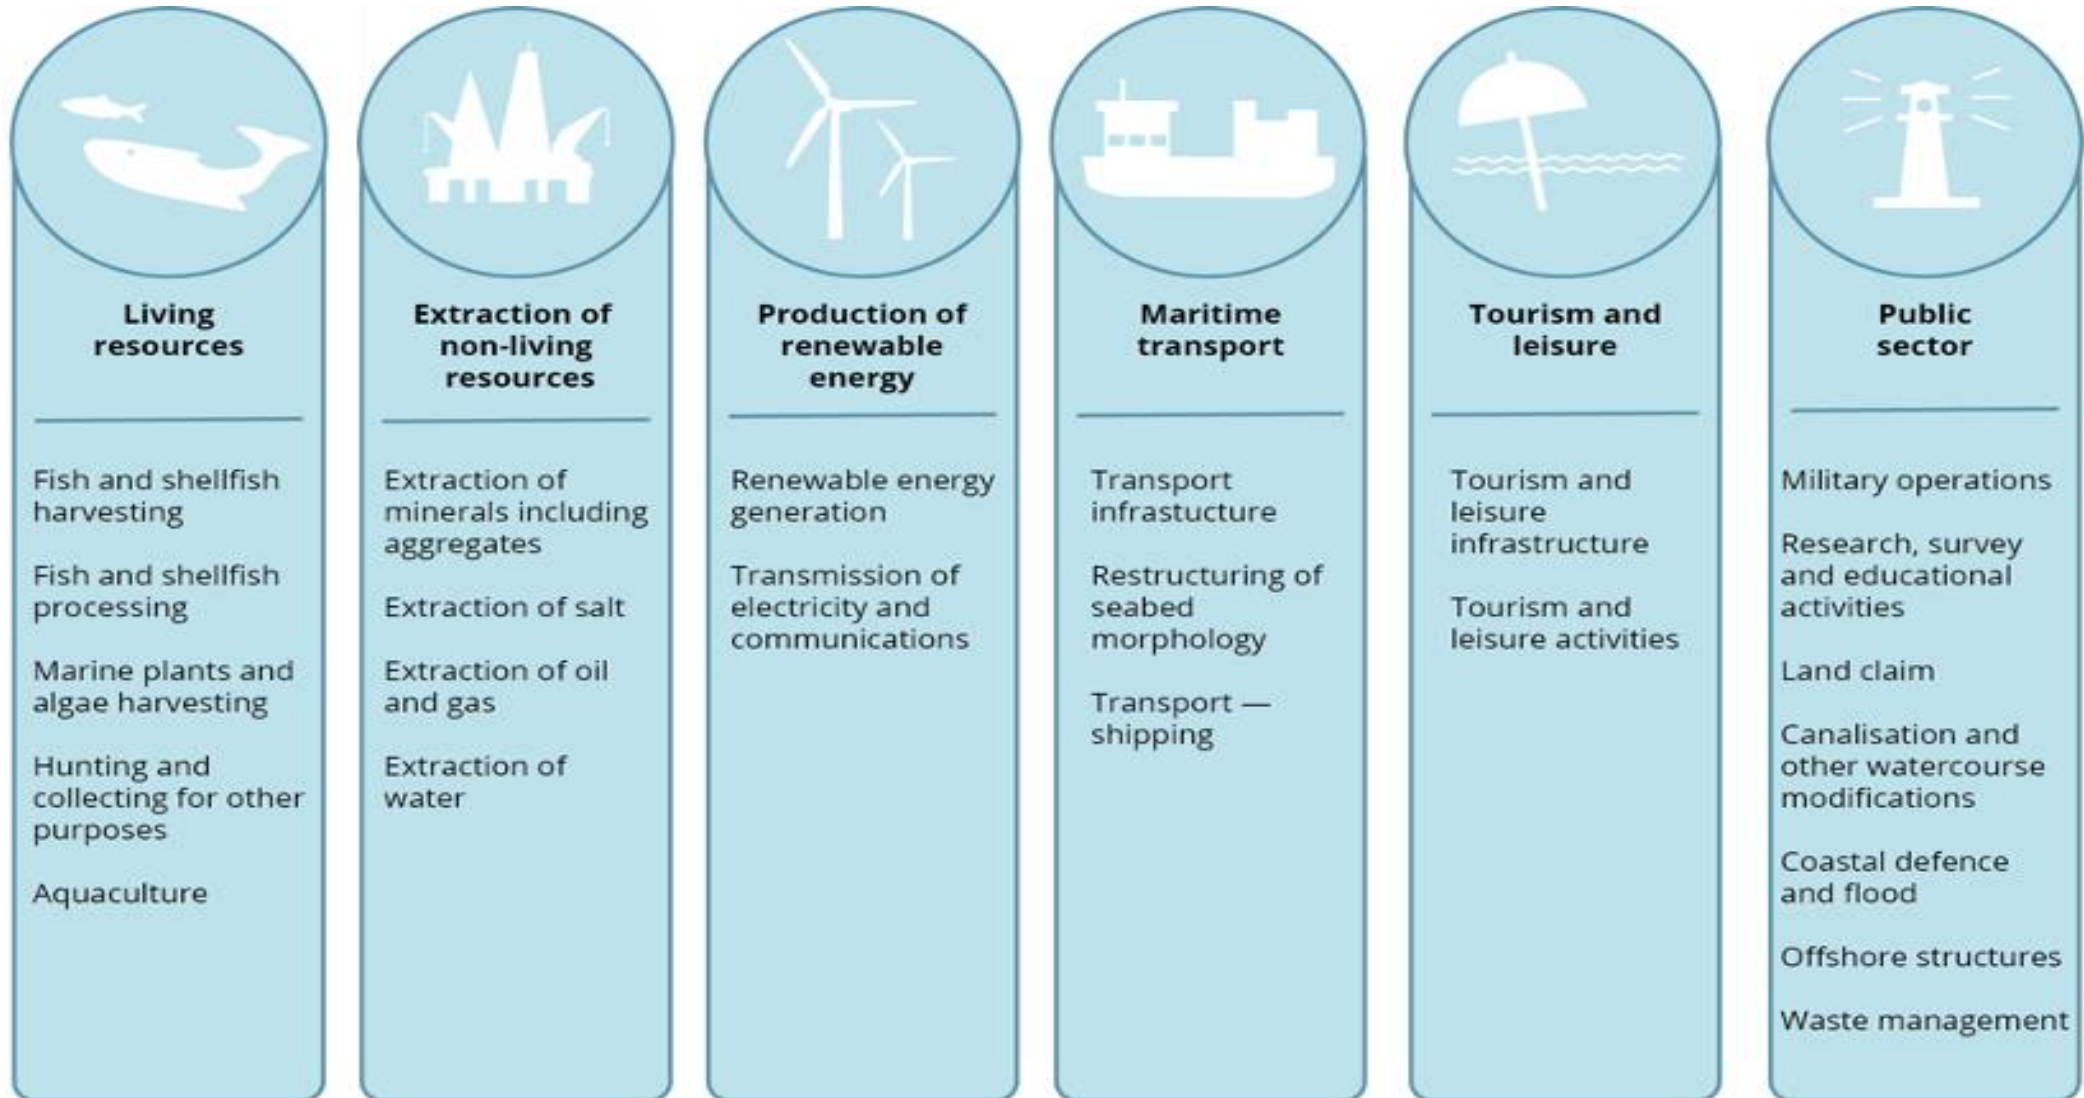 Living
resources
Fish and shellfish
harvesting
Fish and shellfish
processing
Marine plants and
algae harvesting
Hunting and
collecting for other
purposes
Aquaculture
Extraction of
non-living
resources
Extraction of
minerals including
aggregates
Extraction of salt
Extraction of oil
and gas
Extraction of
water
Production of
renewable
energy
Renewable energy
generation
Transmission of
electricity and
communications
Maritime
transport
Transport
infrastucture
Restructuring of
seabed
morphology
Transport —
shipping
Tourism and
leisure
Tourism and
leisure
infrastructure
Tourism and
leisure activities
Public
sector
Military operations
Research, survey
and educational
activities
Land claim
Canalisation and
other watercourse
modifications
Coastal defence
and flood
Offshore structures
Waste management